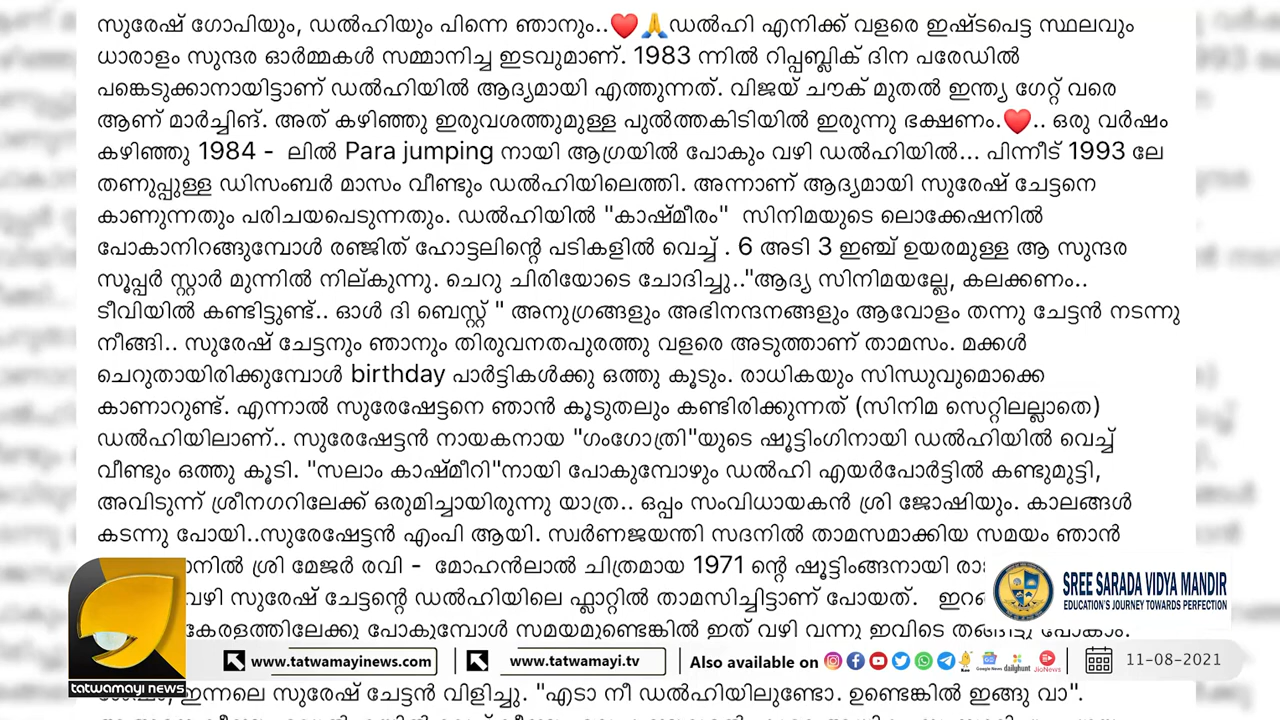 സുരേഷ് ഗോപിയും, ഡൽഹിയും പിന്നെ ഞാനും..❤️🙏ഡൽഹി എനിക്ക് വളരെ ഇഷ്ടപെട്ട സ്ഥലവും
ധാരാളം സുന്ദര ഓർമ്മകൾ സമ്മാനിച്ച ഇടവുമാണ്. 1983 ന്നിൽ റിപ്പബ്ലിക് ദിന പരേഡിൽ
പങ്കെടുക്കാനായിട്ടാണ് ഡൽഹിയിൽ ആദ്യമായി എത്തുന്നത്. വിജയ് ചൗക് മുതൽ ഇന്ത്യ ഗേറ്റ് വരെ
ആണ് മാർച്ചിങ്. അത് കഴിഞ്ഞു ഇരുവശത്തുമുള്ള പുൽത്തകിടിയിൽ ഇരുന്നു ഭക്ഷണം.❤️.. ഒരു വർഷം
കഴിഞ്ഞു 1984 - ലിൽ Para jumping നായി ആഗ്രയിൽ പോകും വഴി ഡൽഹിയിൽ... പിന്നീട് 1993 ലേ
തണുപ്പുള്ള ഡിസംബർ മാസം വീണ്ടും ഡൽഹിയിലെത്തി. അന്നാണ് ആദ്യമായി സുരേഷ് ചേട്ടനെ
കാണുന്നതും പരിചയപെടുന്നതും. ഡൽഹിയിൽ "കാഷ്മീരം" സിനിമയുടെ ലൊക്കേഷനിൽ
പോകാനിറങ്ങുമ്പോൾ രഞ്ജിത് ഹോട്ടലിന്റെ പടികളിൽ വെച്ച് . 6 അടി 3 ഇഞ്ച് ഉയരമുള്ള ആ സുന്ദര
സൂപ്പർ സ്റ്റാർ മുന്നിൽ നില്കുന്നു. ചെറു ചിരിയോടെ ചോദിച്ചു.."ആദ്യ സിനിമയല്ലേ, കലക്കണം..
ടീവിയിൽ കണ്ടിട്ടുണ്ട്.. ഓൾ ദി ബെസ്റ്റ് " അനുഗ്രങ്ങളും അഭിനന്ദനങ്ങളും ആവോളം തന്നു ചേട്ടൻ നടന്നു
നീങ്ങി.. സുരേഷ് ചേട്ടനും ഞാനും തിരുവനതപുരത്തു വളരെ അടുത്താണ് താമസം. മക്കൾ
ചെറുതായിരിക്കുമ്പോൾ birthday പാർട്ടികൾക്കു ഒത്തു കൂടും. രാധികയും സിന്ധുവുമൊക്കെ
കാണാറുണ്ട്. എന്നാൽ സുരേഷേട്ടനെ ഞാൻ കൂടുതലും കണ്ടിരിക്കുന്നത് (സിനിമ സെറ്റിലല്ലാതെ)
ഡൽഹിയിലാണ്.. സുരേഷേട്ടൻ നായകനായ "ഗംഗോത്രി"യുടെ ഷൂട്ടിംഗിനായി ഡൽഹിയിൽ വെച്ച്
വീണ്ടും ഒത്തു കൂടി. "സലാം കാഷ്മീറി"നായി പോകുമ്പോഴും ഡൽഹി എയർപോർട്ടിൽ കണ്ടുമുട്ടി,
അവിടുന്ന് ശ്രീനഗറിലേക്ക് ഒരുമിച്ചായിരുന്നു യാത്ര.. ഒപ്പം സംവിധായകൻ ശ്രി ജോഷിയും. കാലങ്ങൾ
കടന്നു പോയി..സുരേഷേട്ടൻ എംപി ആയി. സ്വർണജയന്തി സദനിൽ താമസമാക്കിയ സമയം ഞാൻ
ശ്രി മേജർ രവി - മോഹൻലാൽ ചിത്രമായ 1971 ന്റെ ഷൂട്ടിംങ്ങനായി
വഴി സുരേഷ് ചേട്ടന്റെ ഡൽഹിയിലെ ഫ്ലാറ്റിൽ താമസിച്ചിട്ടാണ് പോയത്.
കേരളത്തിലേക്കു പോകുമ്പോൾ സമയമുണ്ടെങ്കിൽ ഇത് വഴി വന്നു ഇവിടെ തങ്ങിട്ടു പോകാം.
ഇന്നലെ സുരേഷ് ചേട്ടൻ വിളിച്ചു. "എടാ നീ ഡൽഹിയിലുണ്ടോ. ഉണ്ടെങ്കിൽ ഇങ്ങു വാ".
SREE SARADA VIDYA MANDIR
EDUCATION'S JOURNEY TOWARDS PERFECTION
tatwamayi news
www.tatwamayinews.com
www.tatwamayi.tv
Also available on
Google News
dailyhunt
JioNews
11-08-2021